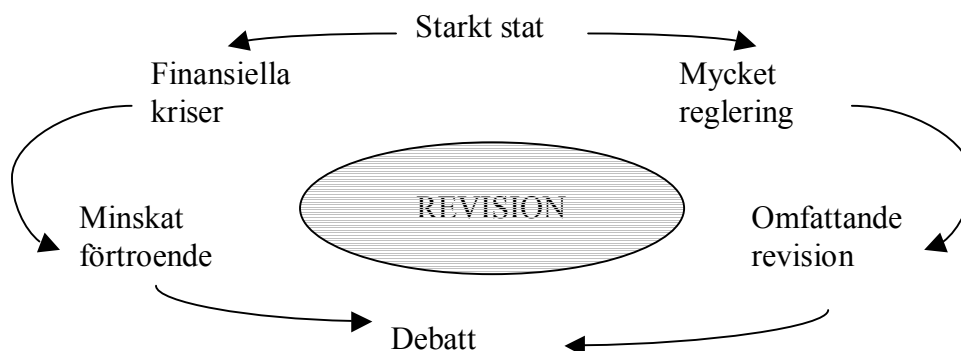 Starkt stat
Finansiella
kriser
Mycket
reglering
REVISION
Minskat
förtroende
Omfattande
revision
Debatt